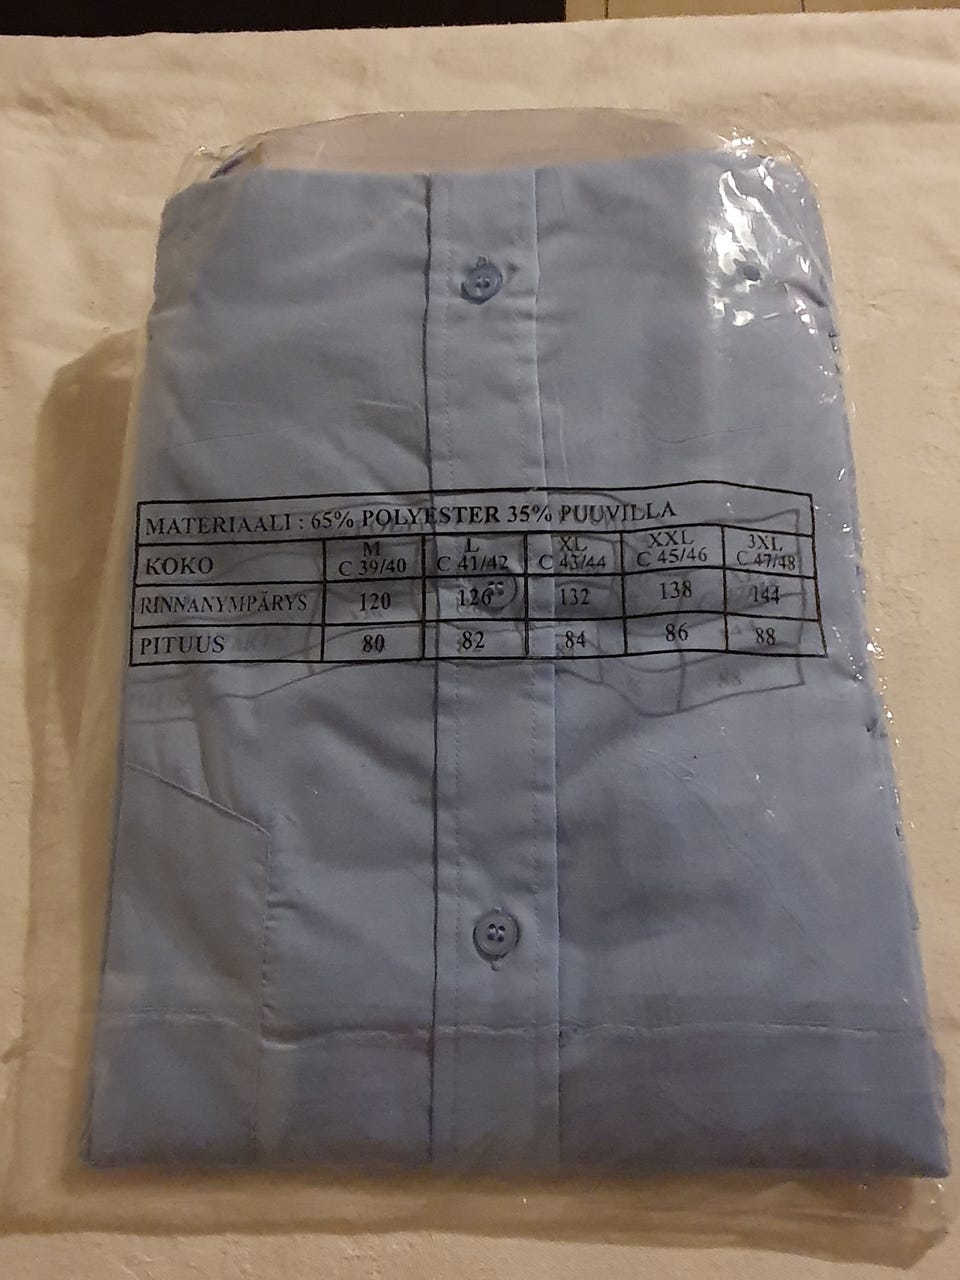 MATERIAALI : 65% POLYESTER 35% PUUVILLA
KOKO M C 39/40 L C 41/42 XL C 43/44 XXL C 45/46 3XL C 47/48
RINNANYMPÄRYS 120 126 132 138 144
PITUUS 80 82 84 86 88